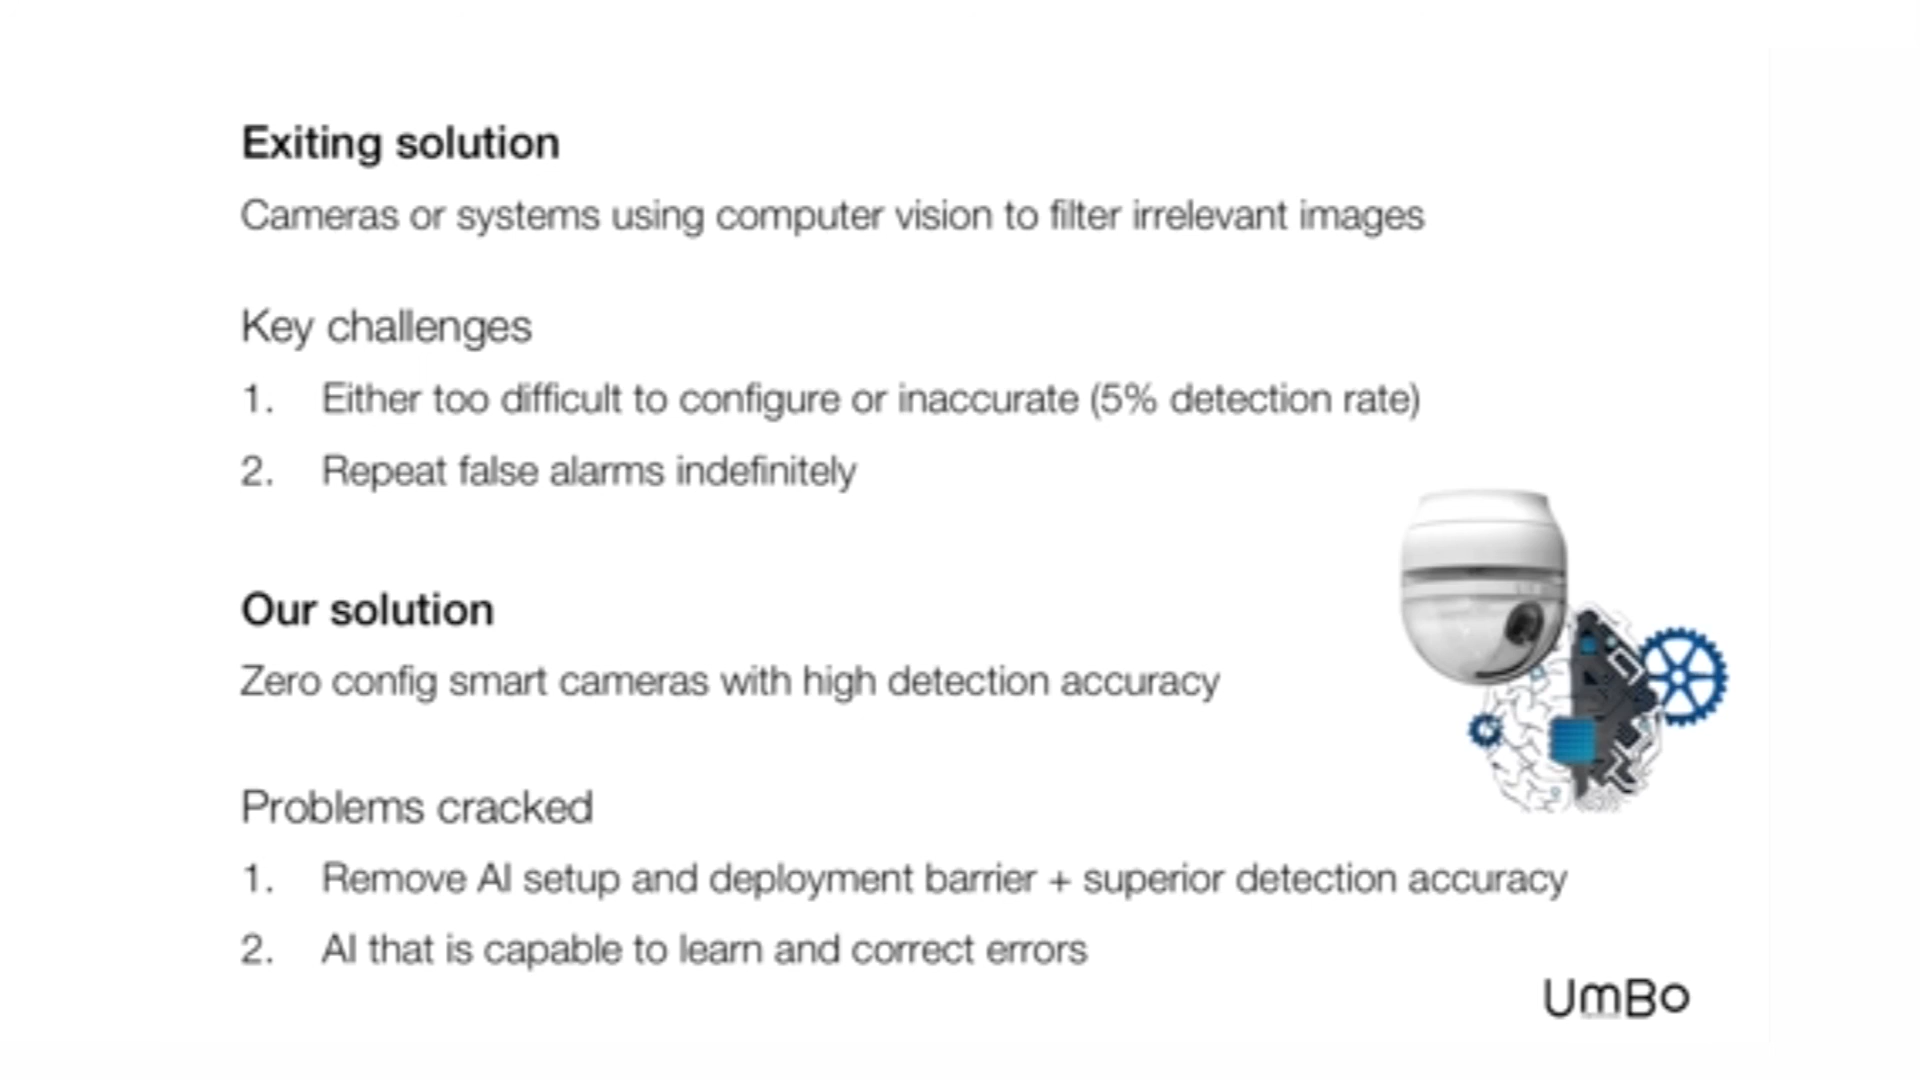 Exiting solution
Cameras or systems using computer vision to filter irrelevant images
Key challenges
1. Either too difficult to configure or inaccurate (5% detection rate)
2. Repeat false alarms indefinitely
Our solution
Zero config smart cameras with high detection accuracy
Problems cracked
1. Remove AI setup and deployment barrier + superior detection accuracy
2. AI that is capable to learn and correct errors
UmBo